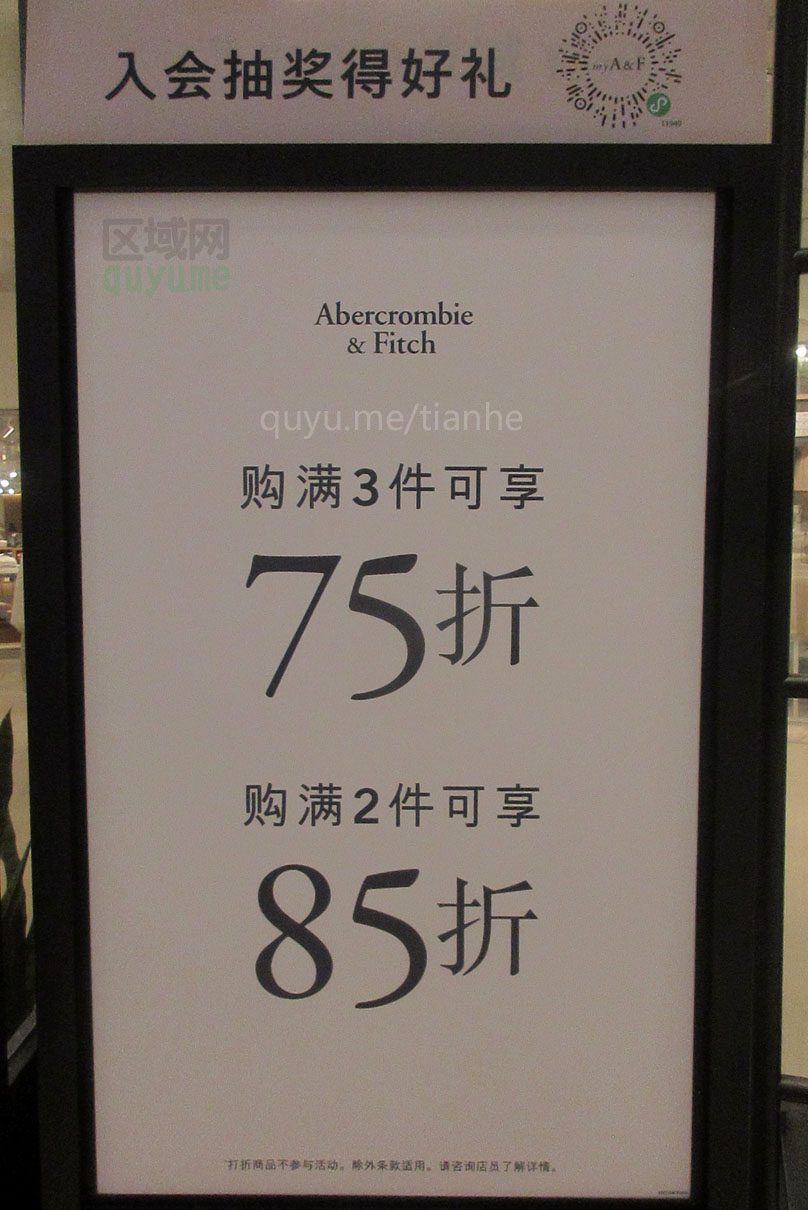 入会抽奖得好礼
my A&F
11040
区域网
quyume
Abercrombie
& Fitch
quyu.me/tianhe
购满3件可享
75折
购满2件可享
85折
*打折商品不参与活动。除外条款适用。请咨询店员了解详情。